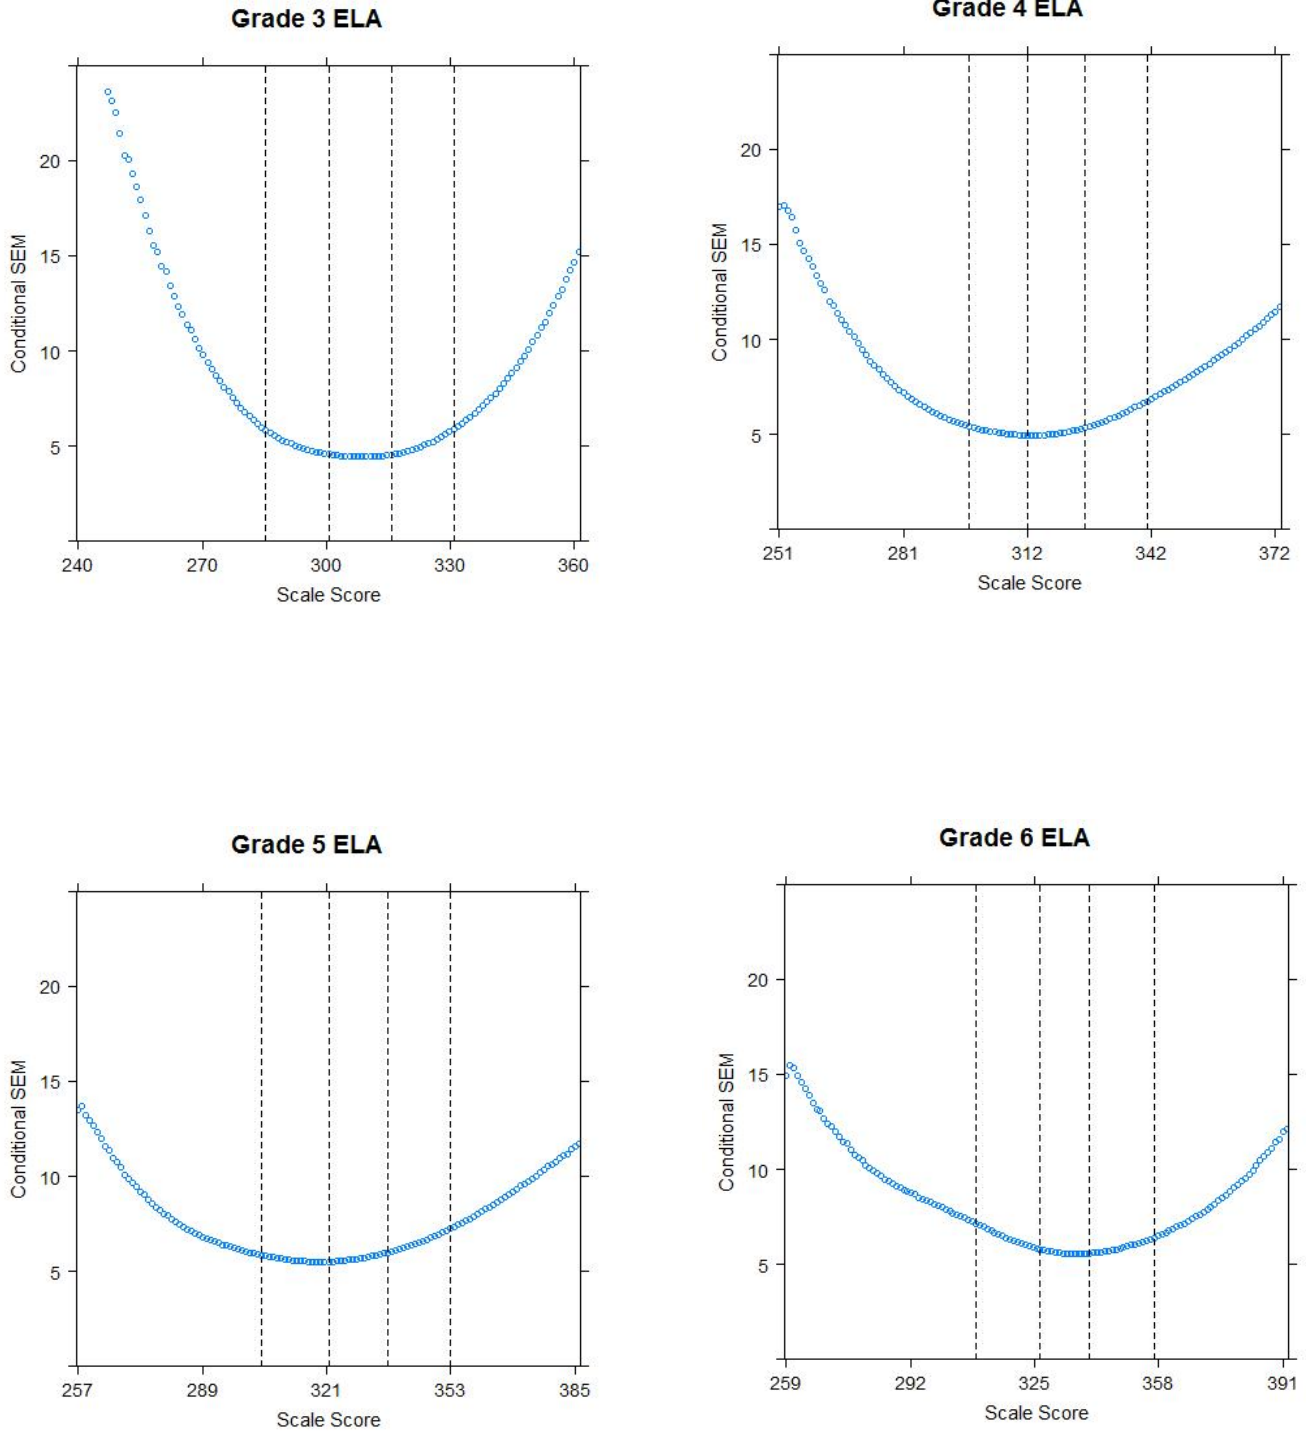 Grade 3 ELA
20
15
10
5
Conditional SEM
240 270 300 330 360
Scale Score
Grade 4 ELA
20
15
10
5
Conditional SEM
251 281 312 342 372
Scale Score
Grade 5 ELA
20
15
10
5
Conditional SEM
257 289 321 353 385
Scale Score
Grade 6 ELA
20
15
10
5
Conditional SEM
259 292 325 358 391
Scale Score